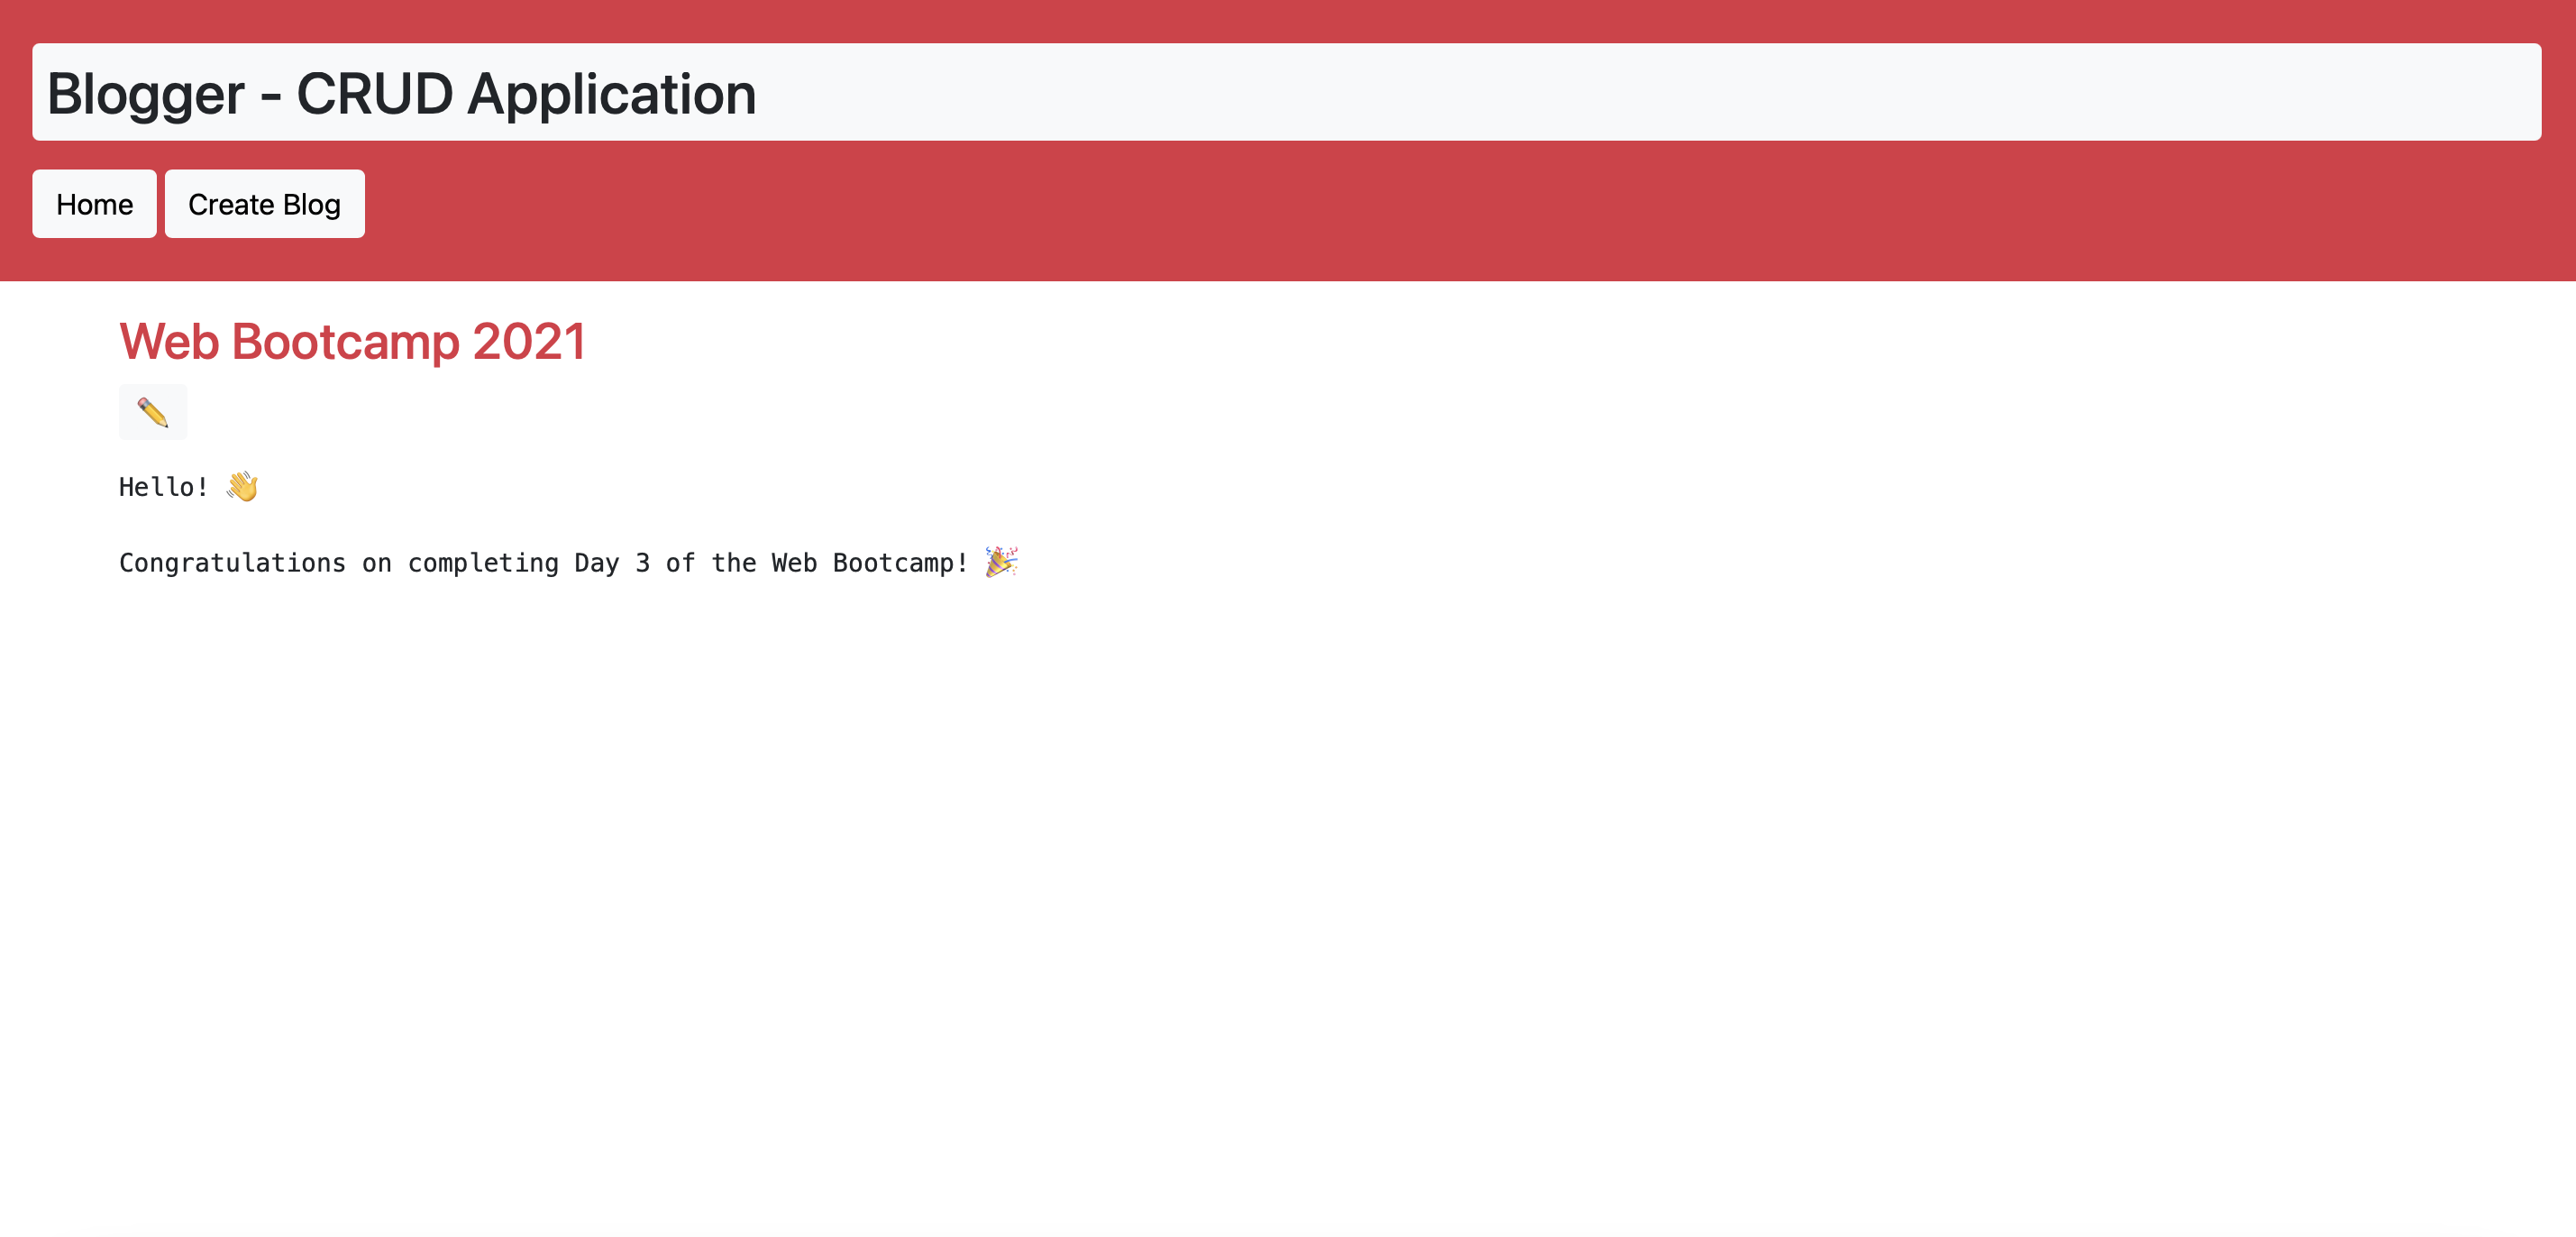 Blogger - CRUD Application
Home
Create Blog
Web Bootcamp 2021
✏️
Hello! 👋
Congratulations on completing Day 3 of the Web Bootcamp! 🎉